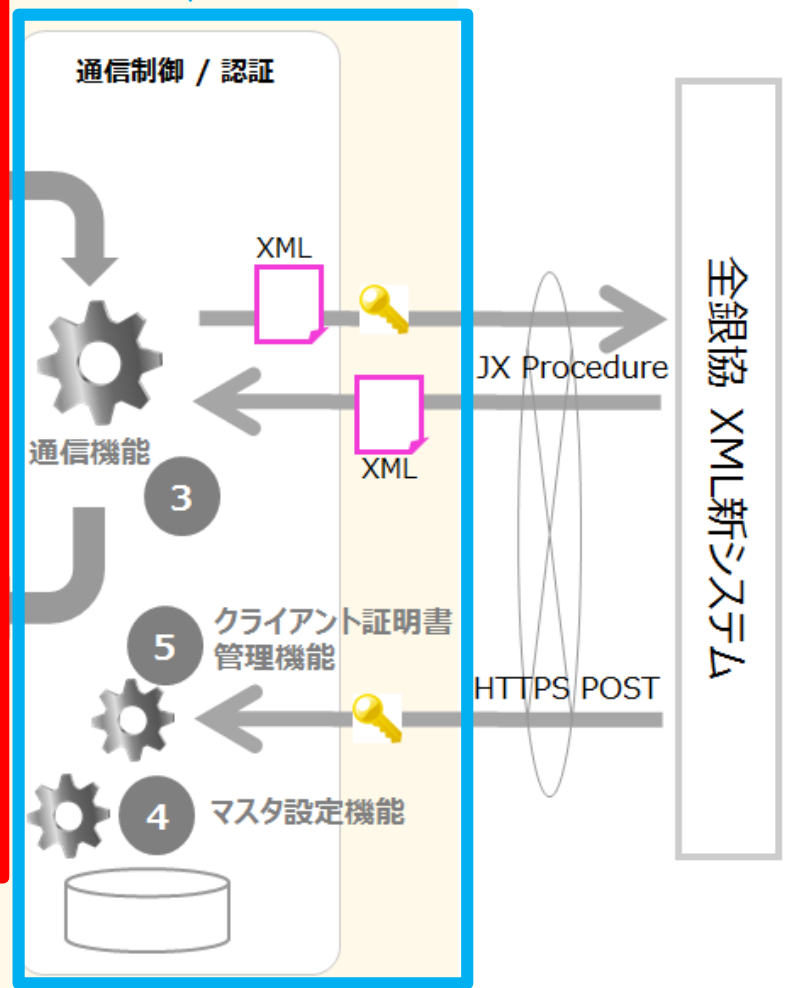 通信制御 / 認証
XML
JX Procedure
XML
通信機能
3
全銀協 XML新システム
5
クライアント証明書
管理機能
HTTPS POST
4
マスタ設定機能